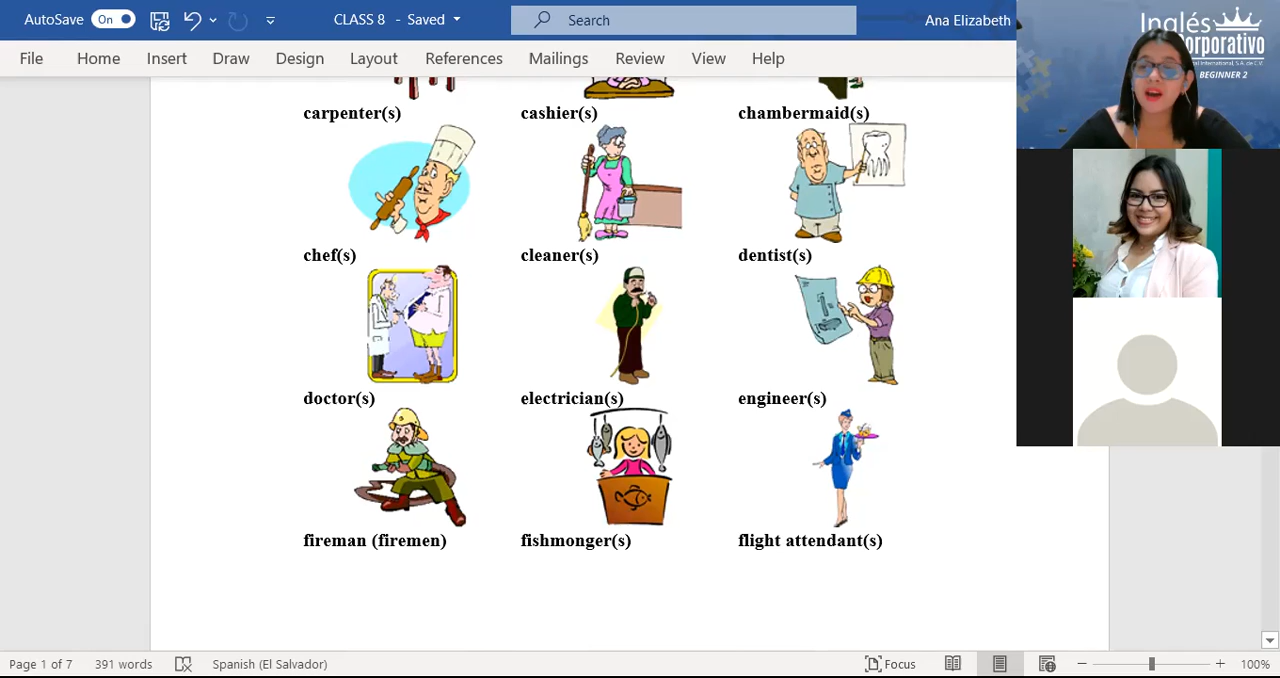 AutoSave On CLASS 8 - Saved Search Ana Elizabeth
File Home Insert Draw Design Layout References Mailings Review View Help
Inglés
Corporativo
BEGINNER 2
carpenter(s) cashier(s) chambermaid(s)
chef(s) cleaner(s) dentist(s)
doctor(s) electrician(s) engineer(s)
fireman (firemen) fishmonger(s) flight attendant(s)
Page 1 of 7 391 words Spanish (El Salvador) Focus 100%